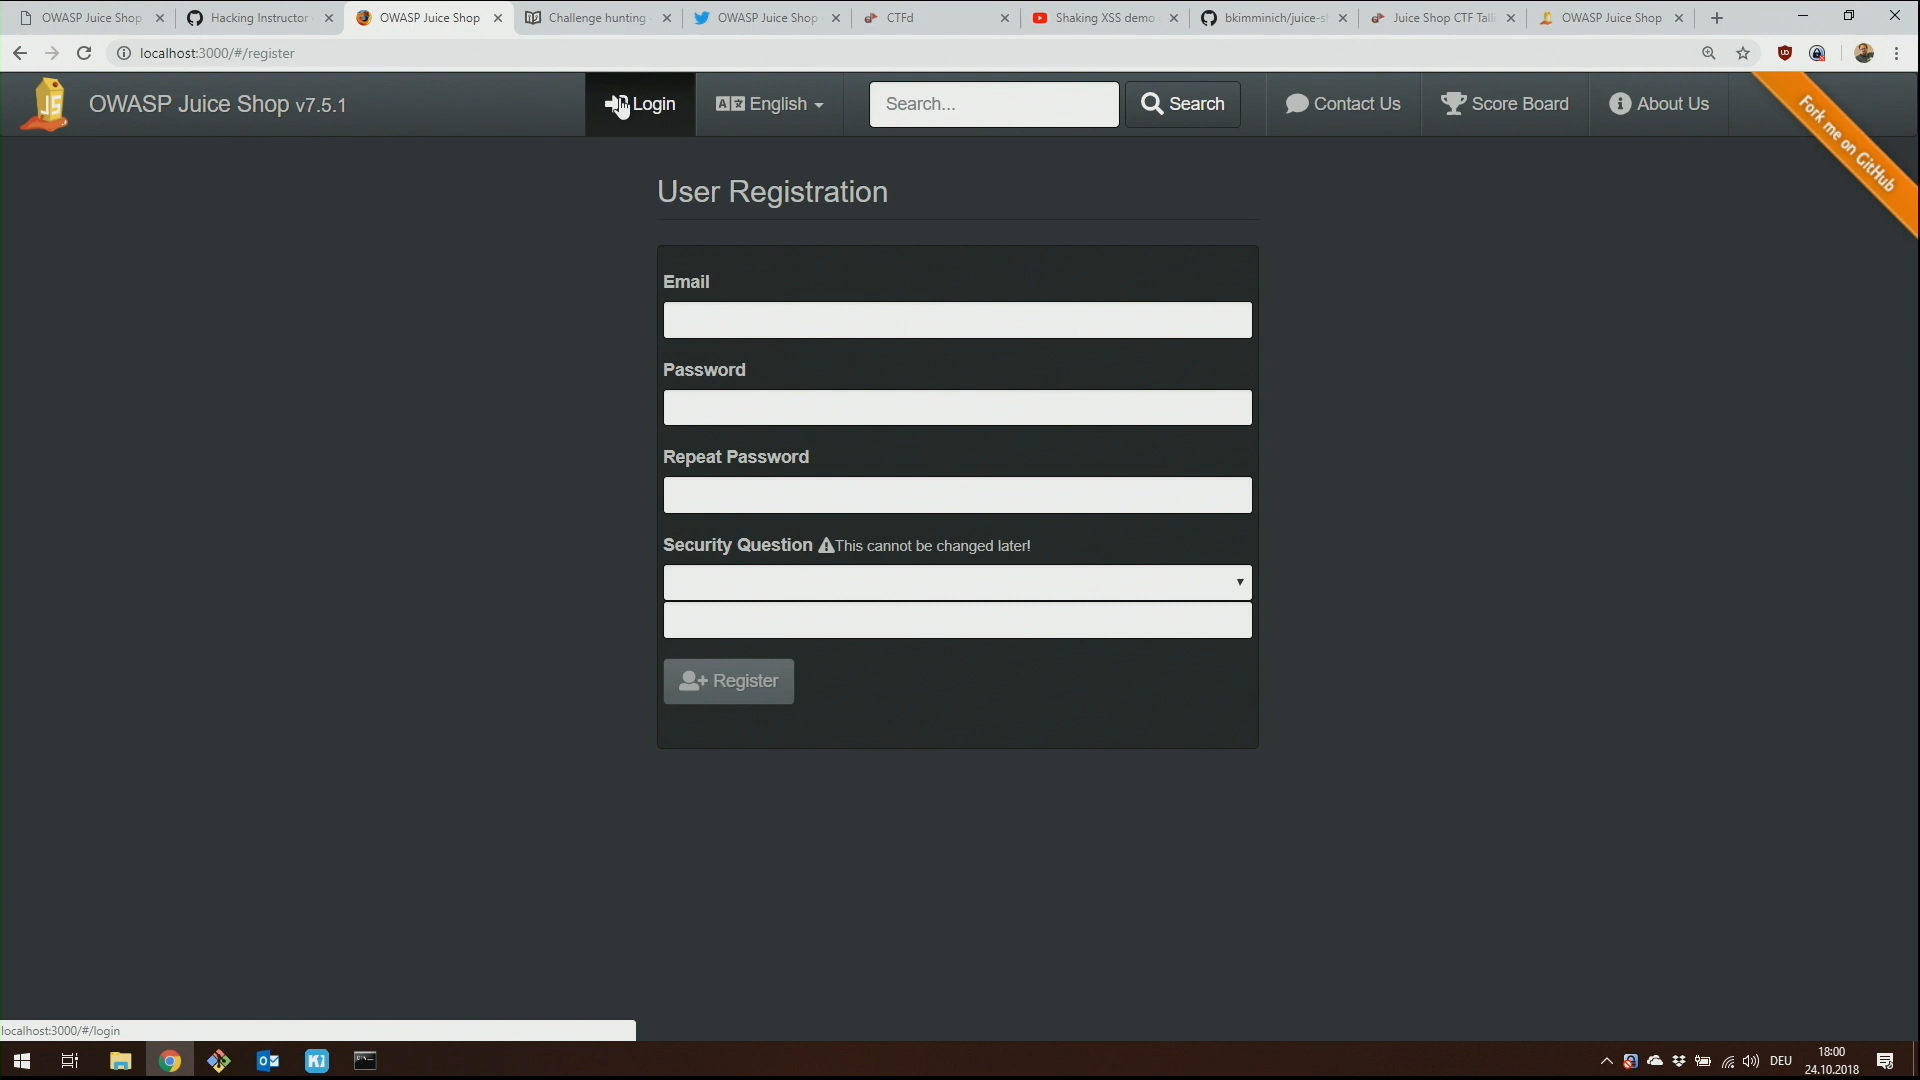 OWASP Juice Shop
Hacking Instructor
OWASP Juice Shop
Challenge hunting
OWASP Juice Shop
CTFd
Shaking XSS demo
bkimminich/juice-s
Juice Shop CTF Tall
OWASP Juice Shop
localhost:3000/#/register
OWASP Juice Shop v7.5.1
Login
English
Search...
Search
Contact Us
Score Board
About Us
Fork me on GitHub
User Registration
Email
Password
Repeat Password
Security Question This cannot be changed later!
Register
localhost:3000/#/login
DEU
18:00
24.10.2018